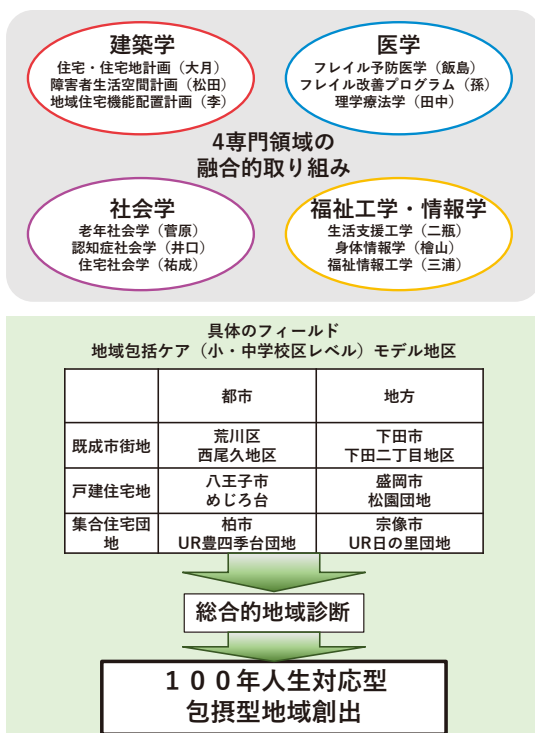 建築学
住宅・住宅地計画（大月）
障害者生活空間計画（松田）
地域住宅機能配置計画（李）
医学
フレイル予防医学（飯島）
フレイル改善プログラム（孫）
理学療法学（田中）
4専門領域の
融合的取り組み
社会学
老年社会学（菅原）
認知症社会学（井口）
住宅社会学（祐成）
福祉工学・情報学
生活支援工学（二瓶）
身体情報学（檜山）
福祉情報工学（三浦）
具体のフィールド
地域包括ケア（小・中学校区レベル）モデル地区
都市
地方
既成市街地
荒川区
西尾久地区
下田市
下田二丁目地区
戸建住宅地
八王子市
めじろ台
盛岡市
松園団地
集合住宅団
地
柏市
UR豊四季台団地
宗像市
UR日の里団地
総合的地域診断
１００年人生対応型
包摂型地域創出